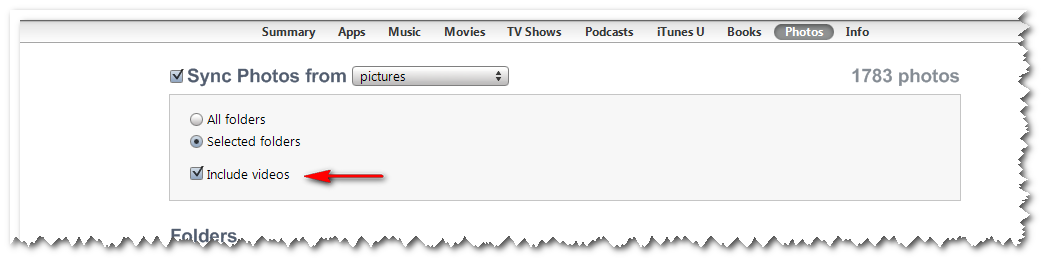 Summary Apps Music Movies TV Shows Podcasts iTunes U Books Photos Info
Sync Photos from pictures 1783 photos
All folders
Selected folders
Include videos
Folders